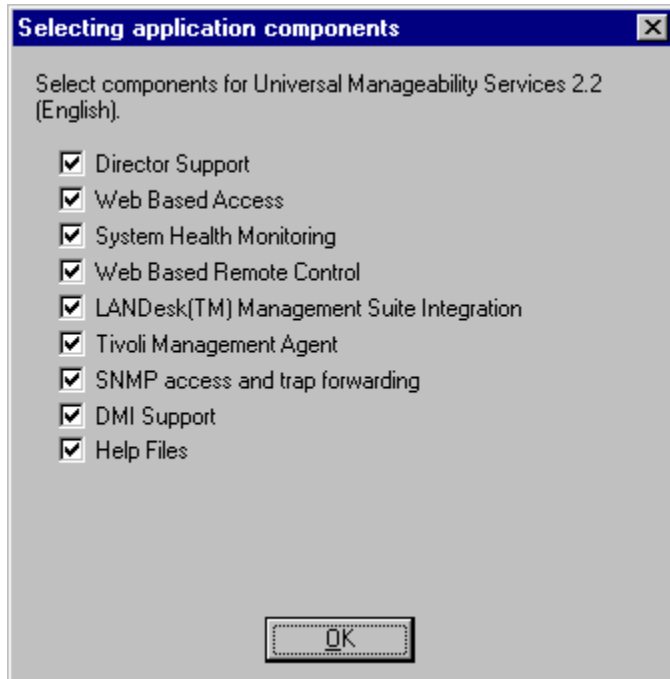 Selecting application components
Select components for Universal Manageability Services 2.2
(English).
Director Support
Web Based Access
System Health Monitoring
Web Based Remote Control
LANDesk(TM) Management Suite Integration
Tivoli Management Agent
SNMP access and trap forwarding
DMI Support
Help Files
OK